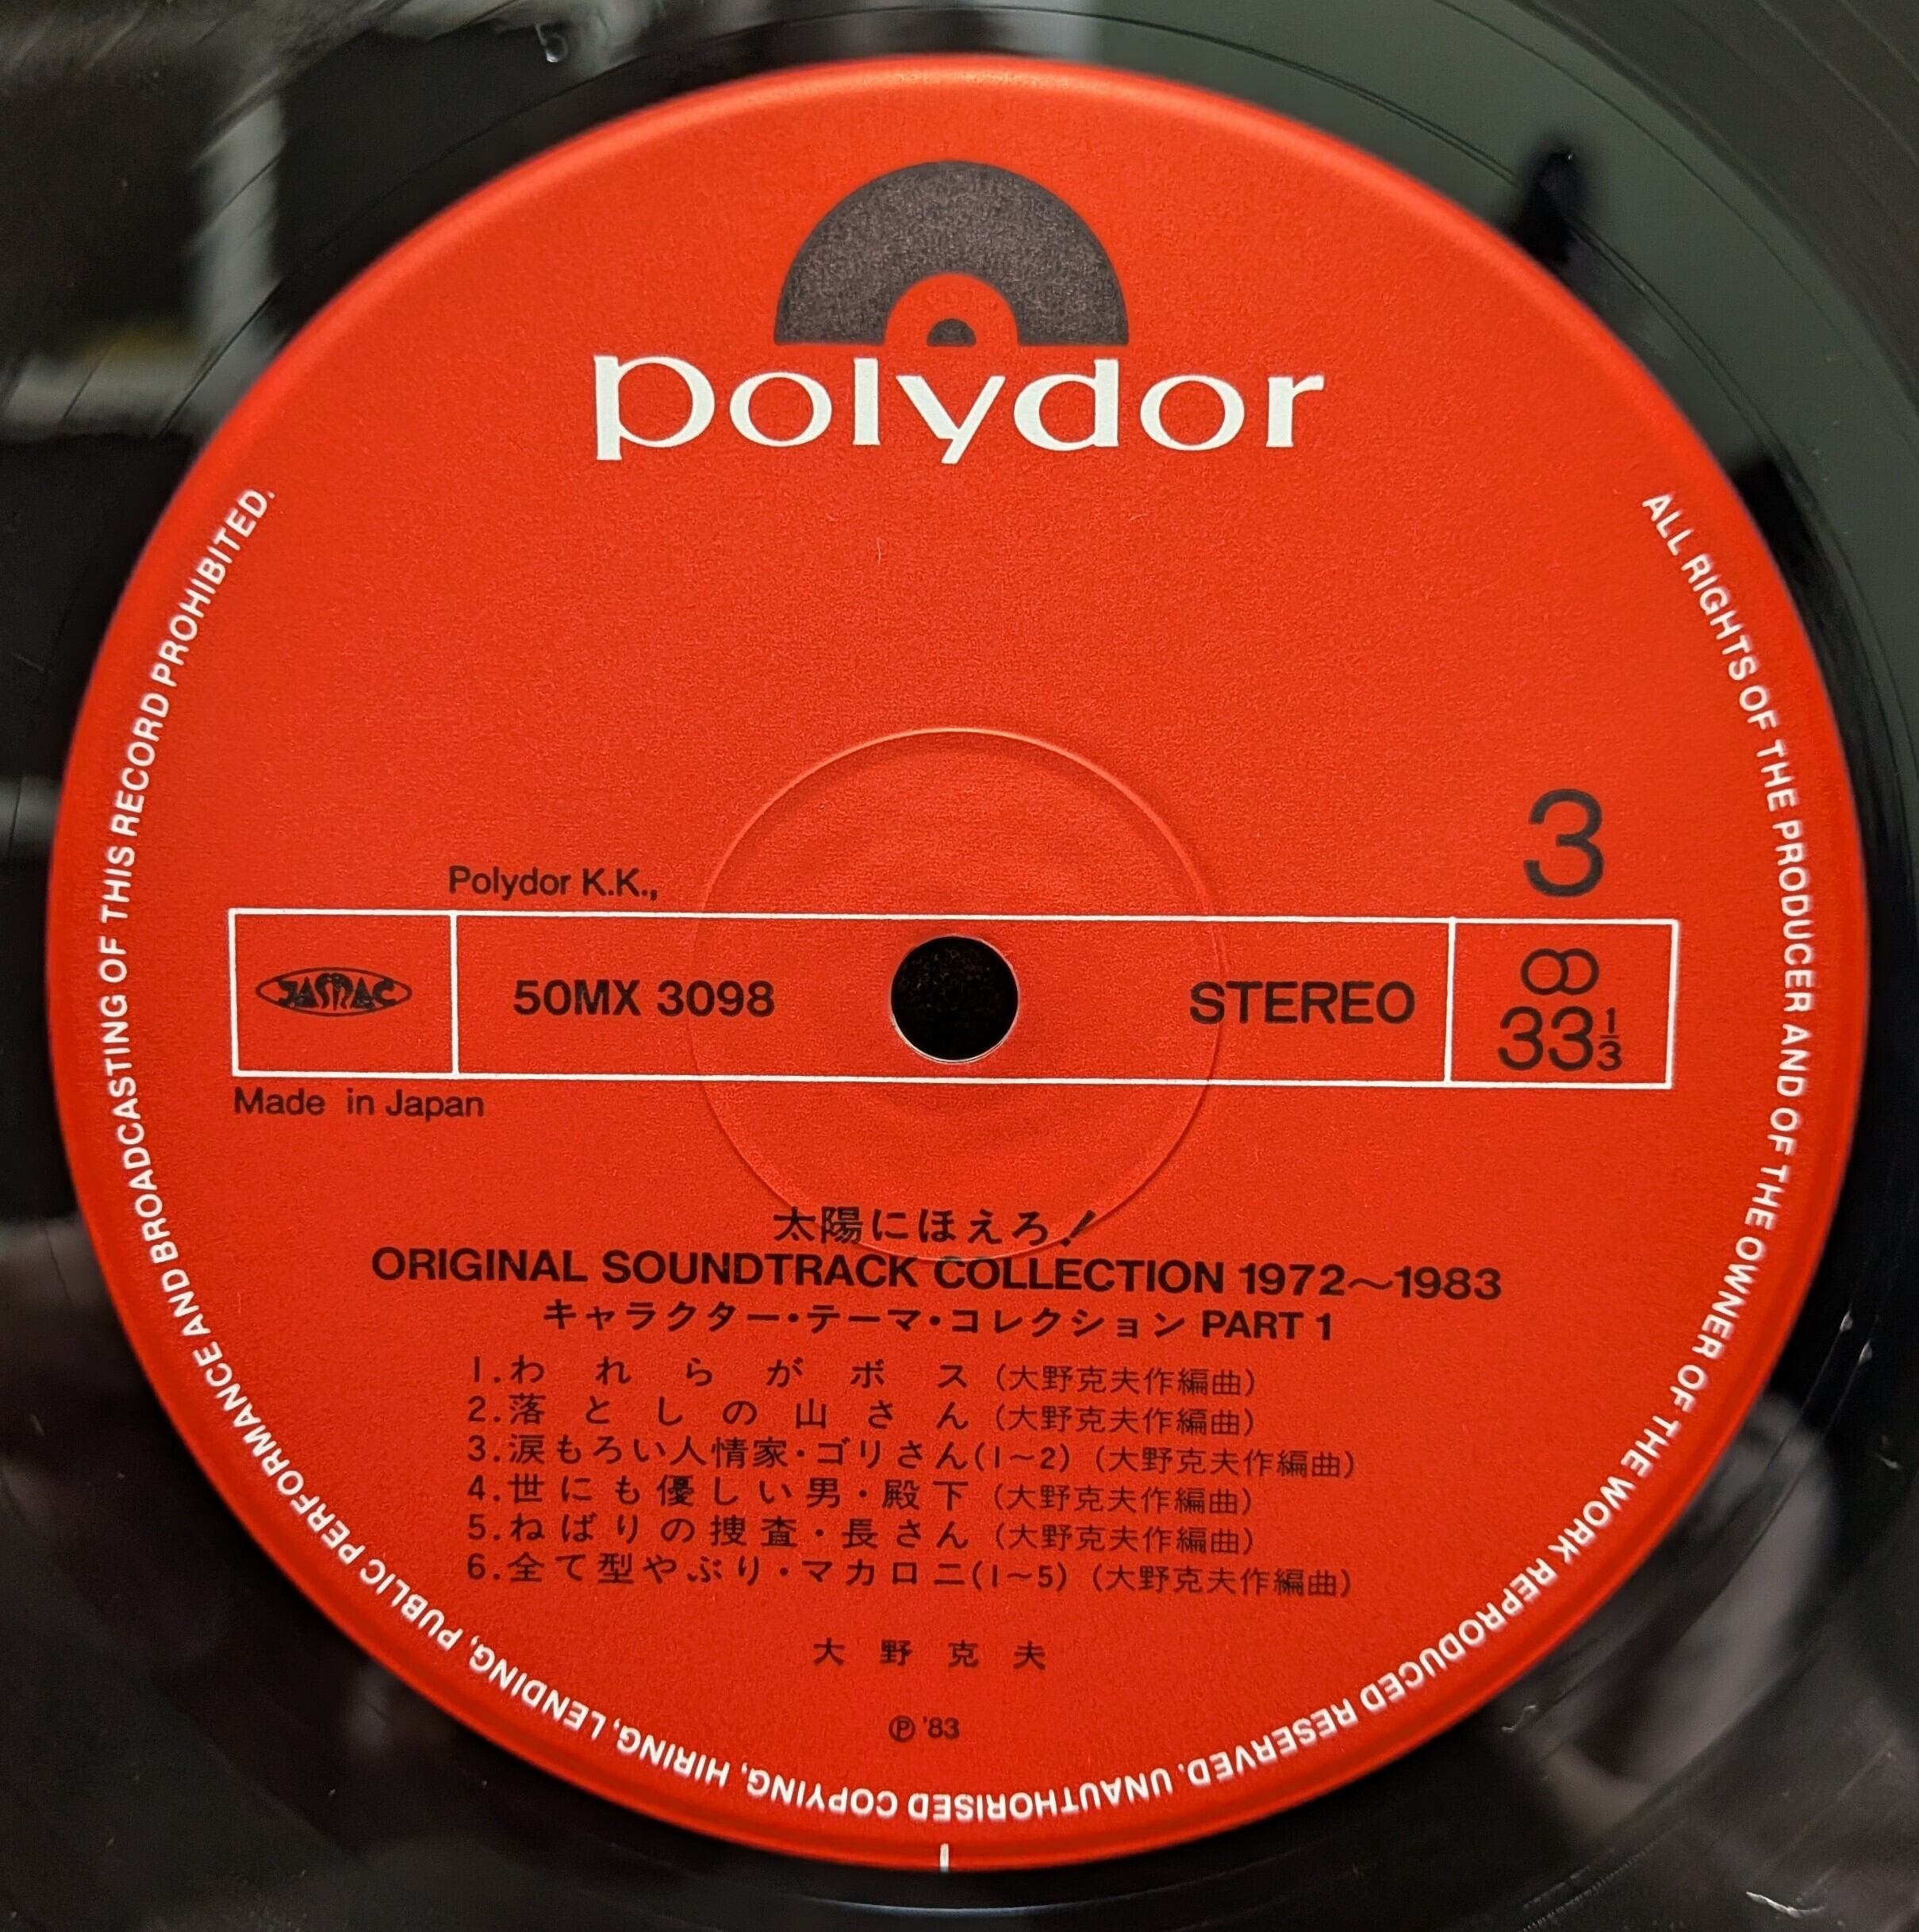 polydor
3
Polydor K.K.,
JASRAC
50MX 3098
STEREO
33 1/3
Made in Japan
太陽にほえろ!
ORIGINAL SOUNDTRACK COLLECTION 1972〜1983
キャラクター・テーマ・コレクション PART 1
1.われらがボス (大野克夫作編曲)
2.落としの山さん (大野克夫作編曲)
3.涙もろい人情家・ゴリさん(1~2) (大野克夫作編曲)
4.世にも優しい男・殿下 (大野克夫作編曲)
5.ねばりの捜査・長さん (大野克夫作編曲)
6.全て型やぶり・マカロニ(1~5) (大野克夫作編曲)
大野克夫
Ⓟ '83
ALL RIGHTS OF THE PRODUCER AND OF THE OWNER OF THE WORK REPRODUCED RESERVED. UNAUTHORISED COPYING, HIRING, LENDING, PUBLIC PERFORMANCE AND BROADCASTING OF THIS RECORD PROHIBITED.